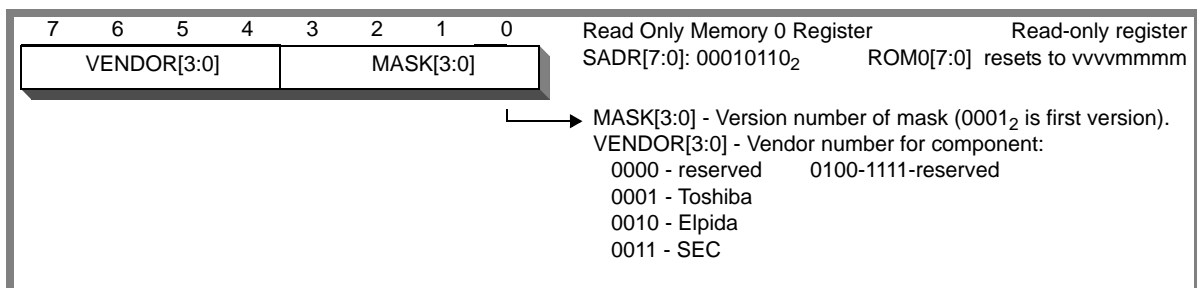 7 6 5 4 3 2 1 0
VENDOR[3:0] MASK[3:0]
Read Only Memory 0 Register Read-only register
SADR[7:0]: 00010110₂ ROM0[7:0] resets to vvvvmmmm
MASK[3:0] - Version number of mask (0001₂ is first version).
VENDOR[3:0] - Vendor number for component:
0000 - reserved 0100-1111-reserved
0001 - Toshiba
0010 - Elpida
0011 - SEC